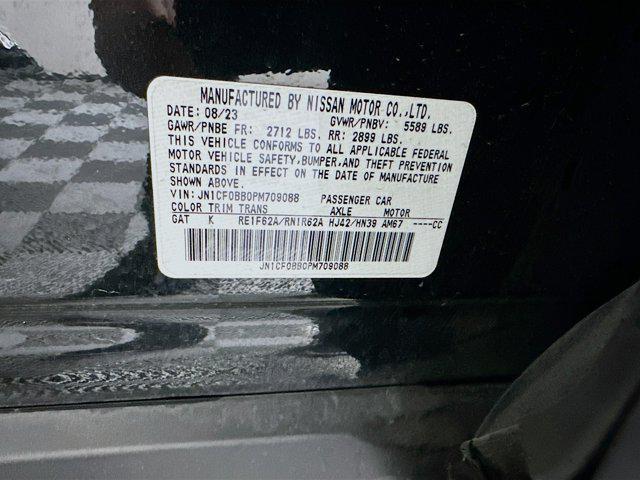 MANUFACTURED BY NISSAN MOTOR CO.,LTD.
DATE: 08/23 GVWR/PNBV: 5589 LBS.
GAWR/PNBE FR: 2712 LBS. RR: 2899 LBS.
THIS VEHICLE CONFORMS TO ALL APPLICABLE FEDERAL
MOTOR VEHICLE SAFETY, BUMPER, AND THEFT PREVENTION
STANDARDS IN EFFECT ON THE DATE OF MANUFACTURE
SHOWN ABOVE.
VIN: JN1CF0BB0PM709088 PASSENGER CAR
COLOR TRIM TRANS AXLE MOTOR
GAT K RE1F62A/RN1R62A HJ42/HN39 AM67 ----CC
JN1CF0BB0PM709088